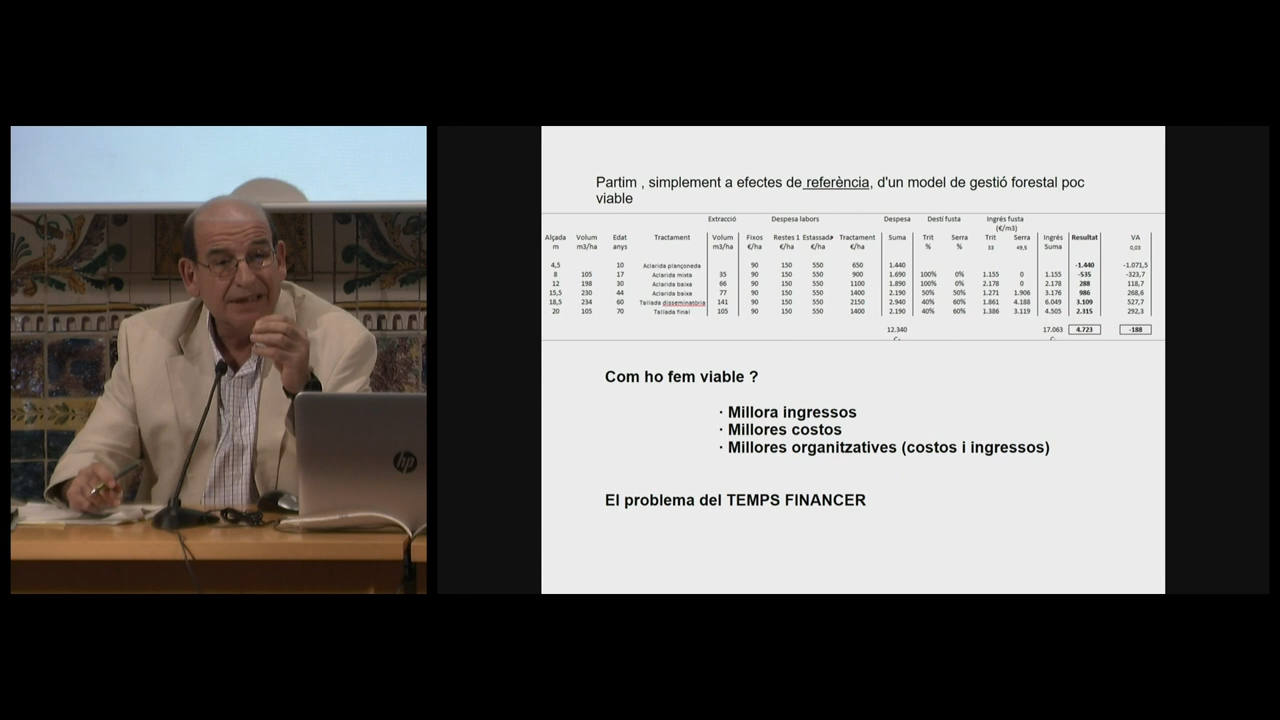 Partim , simplement a efectes de referència, d'un model de gestió forestal poc
viable
Extracció Despesa labors Despesa Destí fusta Ingrés fusta
(€/m3)
Alçada Volum Edat Tractament Volum Fixos Restes 1 Estassada Tractament Suma Trit Serra Trit Serra Ingrés Resultat VA
m m3/ha anys m3/ha €/ha €/ha €/ha €/ha % % 33 49,5 Suma 0,03
4,5 10 Aclarida plançoneda 90 150 550 650 1.440 -1.440 -1.071,5
8 105 17 Aclarida mixta 35 90 150 550 900 1.690 100% 0% 1.155 0 1.155 -535 -323,7
12 198 30 Aclarida baixa 66 90 150 550 1100 1.890 100% 0% 2.178 0 2.178 288 118,7
15,5 230 44 Aclarida baixa 77 90 150 550 1400 2.190 50% 50% 1.271 1.906 3.176 986 268,6
18,5 234 60 Tallada disseminatòria 141 90 150 550 2150 2.940 40% 60% 1.861 4.188 6.049 3.109 527,7
20 105 70 Tallada final 105 90 150 550 1400 2.190 40% 60% 1.386 3.119 4.505 2.315 292,3
12.340 17.063 4.723 -188
Com ho fem viable ?
· Millora ingressos
· Millores costos
· Millores organitzatives (costos i ingressos)
El problema del TEMPS FINANCER
hp